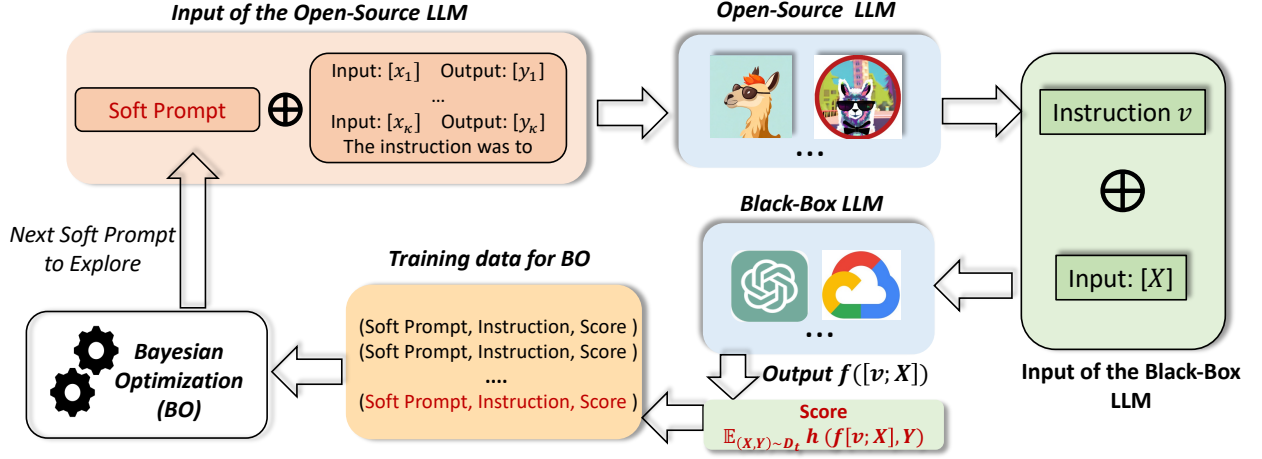 Input of the Open-Source LLM
Soft Prompt
⊕
Input: [x₁] Output: [y₁]
...
Input: [x_κ] Output: [y_κ]
The instruction was to
Open-Source LLM
...
Instruction v
⊕
Input: [X]
Input of the Black-Box
LLM
Black-Box LLM
...
Output f([v; X])
Score
𝔼_(X,Y)~D_t h (f[v; X], Y)
Training data for BO
(Soft Prompt, Instruction, Score )
(Soft Prompt, Instruction, Score )
....
(Soft Prompt, Instruction, Score )
Bayesian
Optimization
(BO)
Next Soft Prompt
to Explore